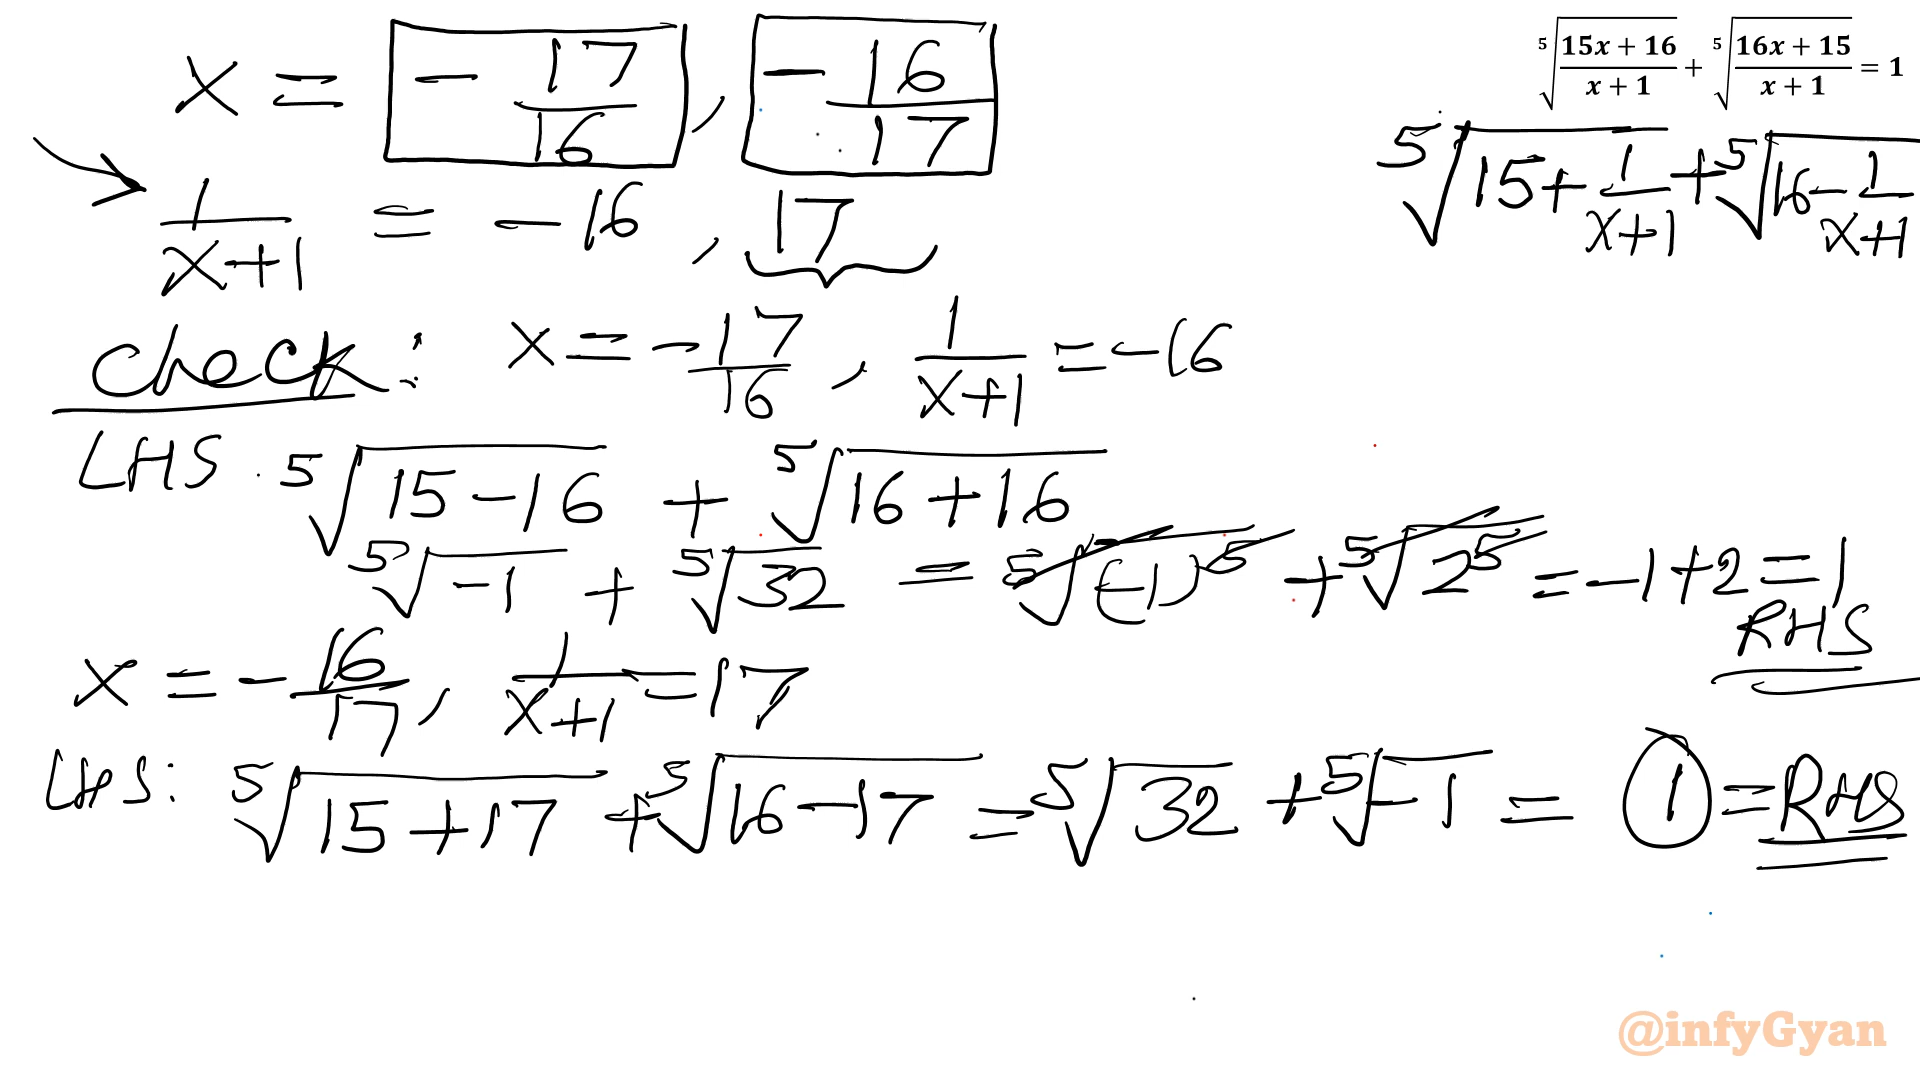 ⁵√((15x + 16)/(x + 1)) + ⁵√((16x + 15)/(x + 1)) = 1
⁵√(15 + 1/(x+1)) + ⁵√(16 - 1/(x+1))
x = -17/16 , -16/17
1/(x+1) = -16 , 17
Check: x = -17/16 , 1/(x+1) = -16
LHS ⁵√(15-16) + ⁵√(16+16)
⁵√(-1) + ⁵√32 = ⁵√((-1)⁵) + ⁵√(2⁵) = -1+2 = 1
RHS
x = -16/17 , 1/(x+1) = 17
LHS: ⁵√(15+17) + ⁵√(16-17) = ⁵√32 + ⁵√(-1) = 1 = RHS
@infyGyan